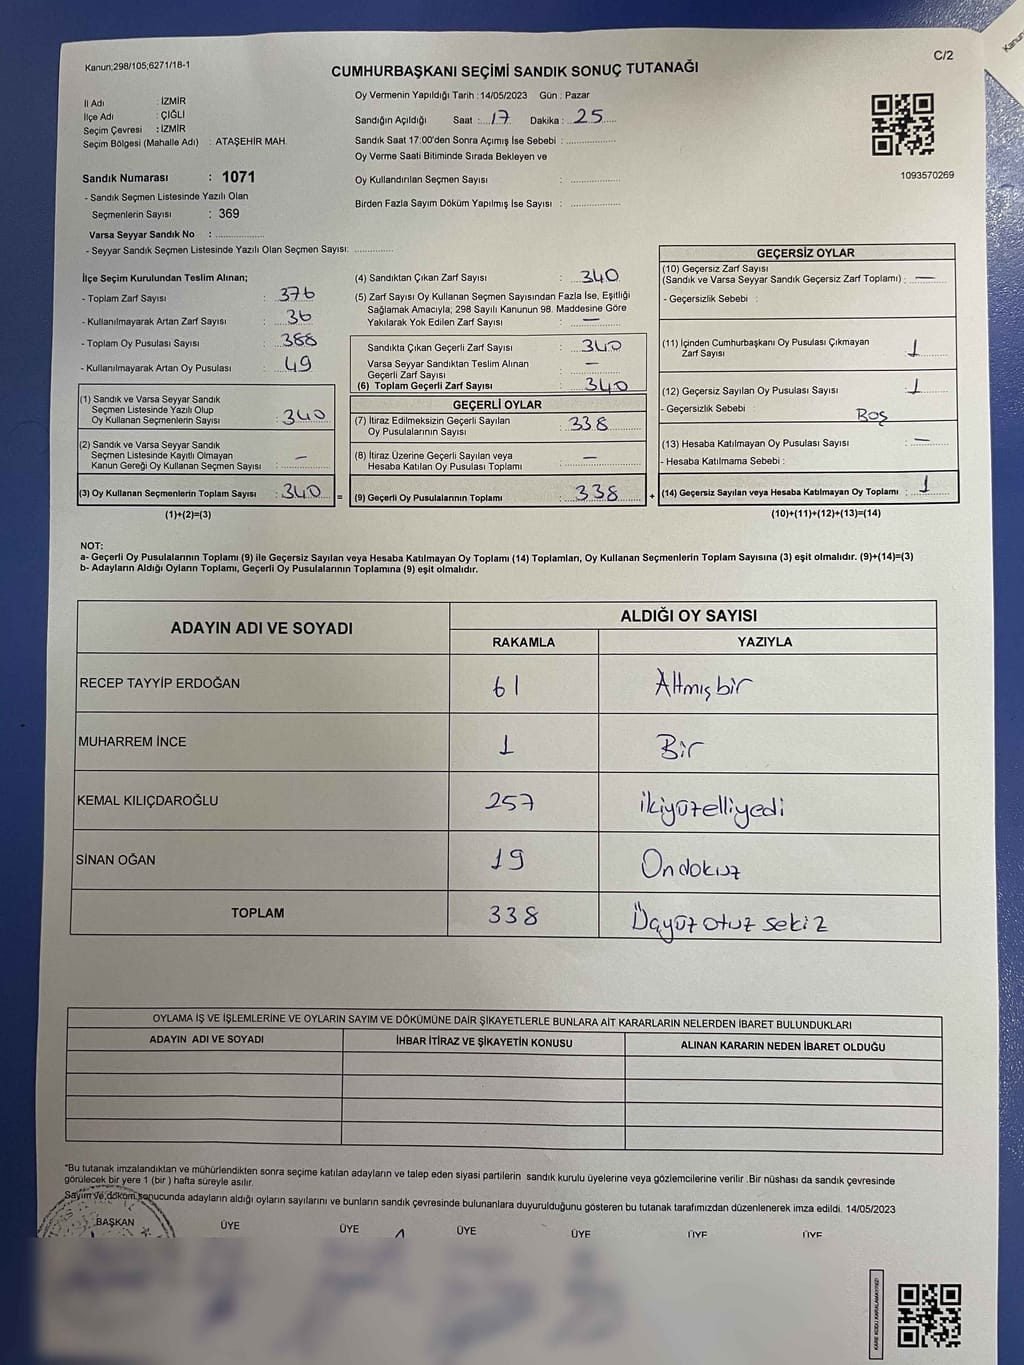 Kanun;298/105;6271/18-1
C/2
CUMHURBAŞKANI SEÇİMİ SANDIK SONUÇ TUTANAĞI
İl Adı : İZMİR
İlçe Adı : ÇİĞLİ
Seçim Çevresi : İZMİR
Seçim Bölgesi (Mahalle Adı) : ATAŞEHİR MAH.
Sandık Numarası : 1071
- Sandık Seçmen Listesinde Yazılı Olan
Seçmenlerin Sayısı : 369
Varsa Seyyar Sandık No : ................
- Seyyar Sandık Seçmen Listesinde Yazılı Olan Seçmen Sayısı: .............
Oy Vermenin Yapıldığı Tarih : 14/05/2023 Gün : Pazar
Sandığın Açıldığı Saat : 17 Dakika : 25
Sandık Saat 17:00'den Sonra Açımış İse Sebebi : ................
Oy Verme Saati Bitiminde Sırada Bekleyen ve
Oy Kullandırılan Seçmen Sayısı : ................
Birden Fazla Sayım Döküm Yapılmış İse Sayısı : ................
1093570269
İlçe Seçim Kurulundan Teslim Alınan;
- Toplam Zarf Sayısı : 376
- Kullanılmayarak Artan Zarf Sayısı : 36
- Toplam Oy Pusulası Sayısı : 388
- Kullanılmayarak Artan Oy Pusulası : 49
(1) Sandık ve Varsa Seyyar Sandık
Seçmen Listesinde Yazılı Olup
Oy Kullanan Seçmenlerin Sayısı : 340
(2) Sandık ve Varsa Seyyar Sandık
Seçmen Listesinde Kayıtlı Olmayan
Kanun Gereği Oy Kullanan Seçmen Sayısı : —
(3) Oy Kullanan Seçmenlerin Toplam Sayısı : 340 =
(1)+(2)=(3)
(4) Sandıktan Çıkan Zarf Sayısı : 340
(5) Zarf Sayısı Oy Kullanan Seçmen Sayısından Fazla İse, Eşitliği
Sağlamak Amacıyla; 298 Sayılı Kanunun 98. Maddesine Göre
Yakılarak Yok Edilen Zarf Sayısı : —
Sandıkta Çıkan Geçerli Zarf Sayısı : 340
Varsa Seyyar Sandıktan Teslim Alınan
Geçerli Zarf Sayısı : —
(6) Toplam Geçerli Zarf Sayısı : 340
GEÇERLİ OYLAR
(7) İtiraz Edilmeksizin Geçerli Sayılan
Oy Pusulalarının Sayısı : 338
(8) İtiraz Üzerine Geçerli Sayılan veya
Hesaba Katılan Oy Pusulası Toplamı : —
(9) Geçerli Oy Pusulalarının Toplamı : 338 +
GEÇERSİZ OYLAR
(10) Geçersiz Zarf Sayısı
(Sandık ve Varsa Seyyar Sandık Geçersiz Zarf Toplamı) : —
- Geçersizlik Sebebi :
(11) İçinden Cumhurbaşkanı Oy Pusulası Çıkmayan
Zarf Sayısı 1
(12) Geçersiz Sayılan Oy Pusulası Sayısı : 1
- Geçersizlik Sebebi : Boş
(13) Hesaba Katılmayan Oy Pusulası Sayısı : —
- Hesaba Katılmama Sebebi :
(14) Geçersiz Sayılan veya Hesaba Katılmayan Oy Toplamı : 1
(10)+(11)+(12)+(13)=(14)
NOT:
a- Geçerli Oy Pusulalarının Toplamı (9) ile Geçersiz Sayılan veya Hesaba Katılmayan Oy Toplamı (14) Toplamları, Oy Kullanan Seçmenlerin Toplam Sayısına (3) eşit olmalıdır. (9)+(14)=(3)
b- Adayların Aldığı Oyların Toplamı, Geçerli Oy Pusulalarının Toplamına (9) eşit olmalıdır.
ADAYIN ADI VE SOYADI ALDIĞI OY SAYISI
RAKAMLA YAZIYLA
RECEP TAYYİP ERDOĞAN 61 Altmışbir
MUHARREM İNCE 1 Bir
KEMAL KILIÇDAROĞLU 257 ikiyüzelliyedi
SİNAN OĞAN 19 Ondokuz
TOPLAM 338 Üçyüz otuz sekiz
OYLAMA İŞ VE İŞLEMLERİNE VE OYLARIN SAYIM VE DÖKÜMÜNE DAİR ŞİKAYETLERLE BUNLARA AİT KARARLARIN NELERDEN İBARET BULUNDUKLARI
ADAYIN ADI VE SOYADI İHBAR İTİRAZ VE ŞİKAYETİN KONUSU ALINAN KARARIN NEDEN İBARET OLDUĞU
*Bu tutanak imzalandıktan ve mühürlendikten sonra seçime katılan adayların ve talep eden siyasi partilerin sandık kurulu üyelerine veya gözlemcilerine verilir .Bir nüshası da sandık çevresinde
görülecek bir yere 1 (bir ) hafta süreyle asılır.
Sayım ve döküm sonucunda adayların aldığı oyların sayılarını ve bunların sandık çevresinde bulunanlara duyurulduğunu gösteren bu tutanak tarafımızdan düzenlenerek imza edildi. 14/05/2023
BAŞKAN ÜYE ÜYE ÜYE ÜYE ÜYE ÜYE
KARE KODU KARALAMAYINIZ!